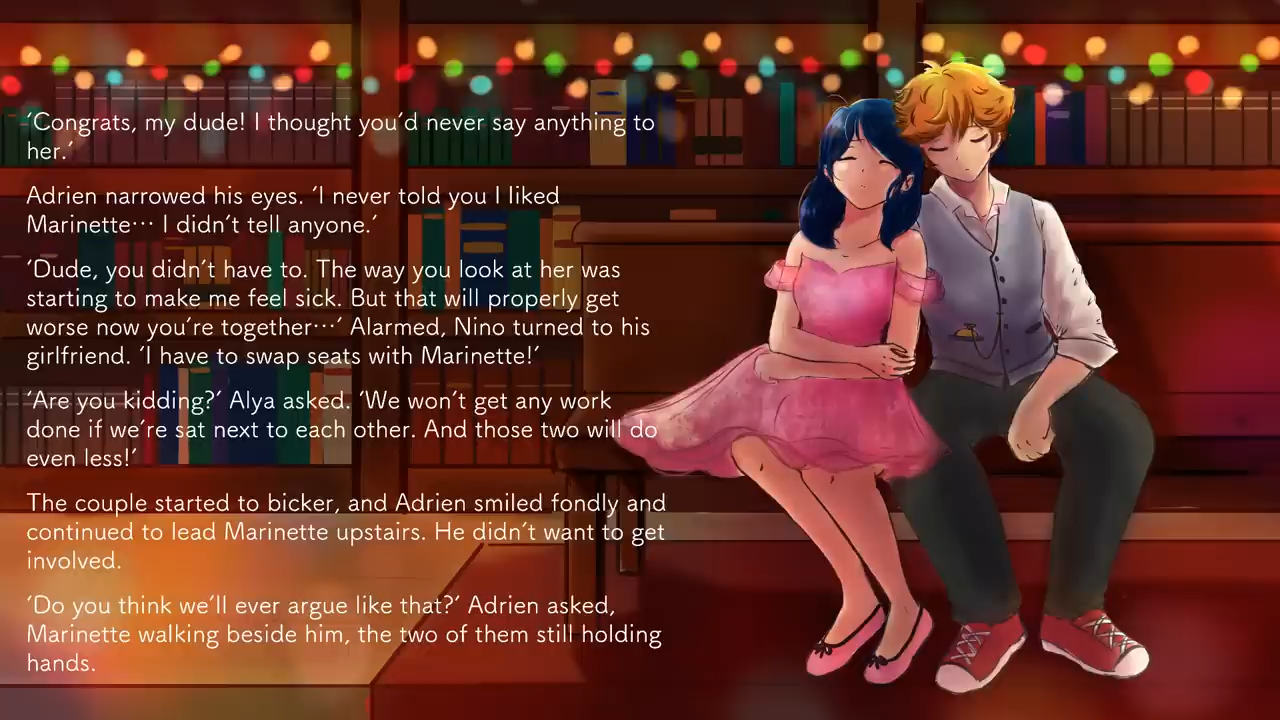 ‘Congrats, my dude! I thought you’d never say anything to
her.’
Adrien narrowed his eyes. ‘I never told you I liked
Marinette… I didn’t tell anyone.’
‘Dude, you didn’t have to. The way you look at her was
starting to make me feel sick. But that will properly get
worse now you’re together…’ Alarmed, Nino turned to his
girlfriend. ‘I have to swap seats with Marinette!’
‘Are you kidding?’ Alya asked. ‘We won’t get any work
done if we’re sat next to each other. And those two will do
even less!’
The couple started to bicker, and Adrien smiled fondly and
continued to lead Marinette upstairs. He didn’t want to get
involved.
‘Do you think we’ll ever argue like that?’ Adrien asked,
Marinette walking beside him, the two of them still holding
hands.